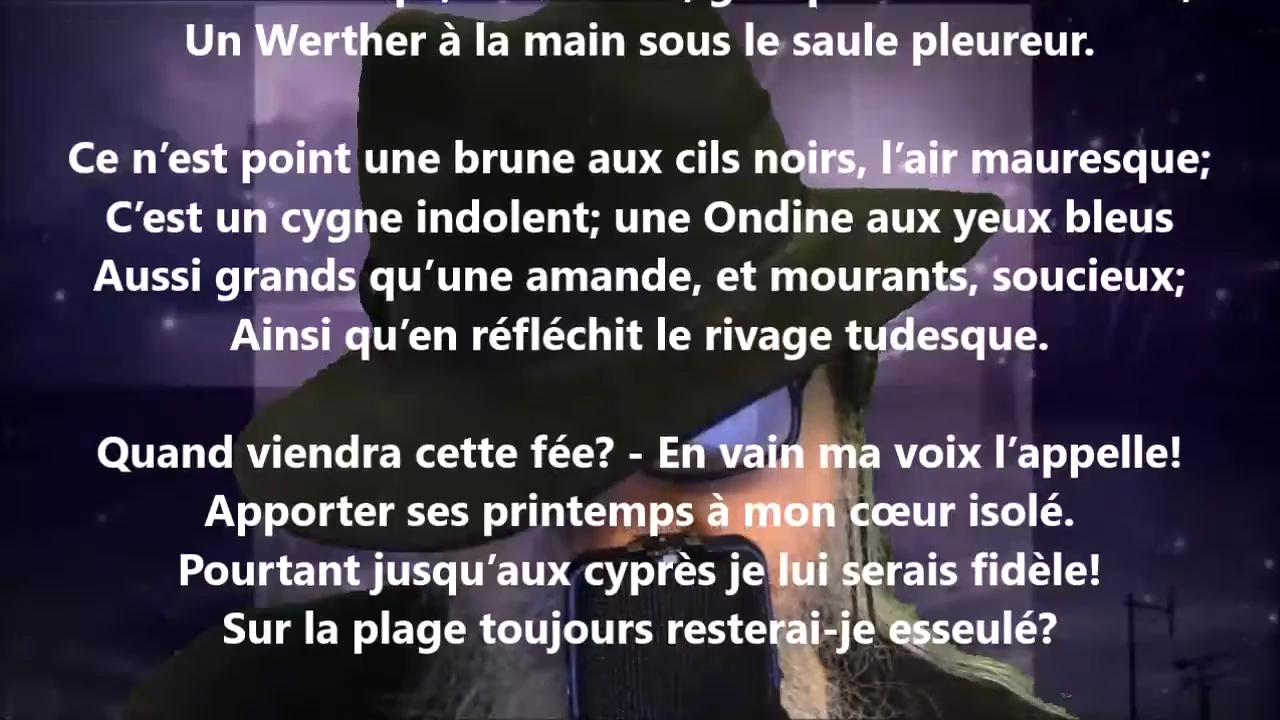 Un Werther à la main sous le saule pleureur.
Ce n’est point une brune aux cils noirs, l’air mauresque;
C’est un cygne indolent; une Ondine aux yeux bleus
Aussi grands qu’une amande, et mourants, soucieux;
Ainsi qu’en réfléchit le rivage tudesque.
Quand viendra cette fée? - En vain ma voix l’appelle!
Apporter ses printemps à mon cœur isolé.
Pourtant jusqu’aux cyprès je lui serais fidèle!
Sur la plage toujours resterai-je esseulé?